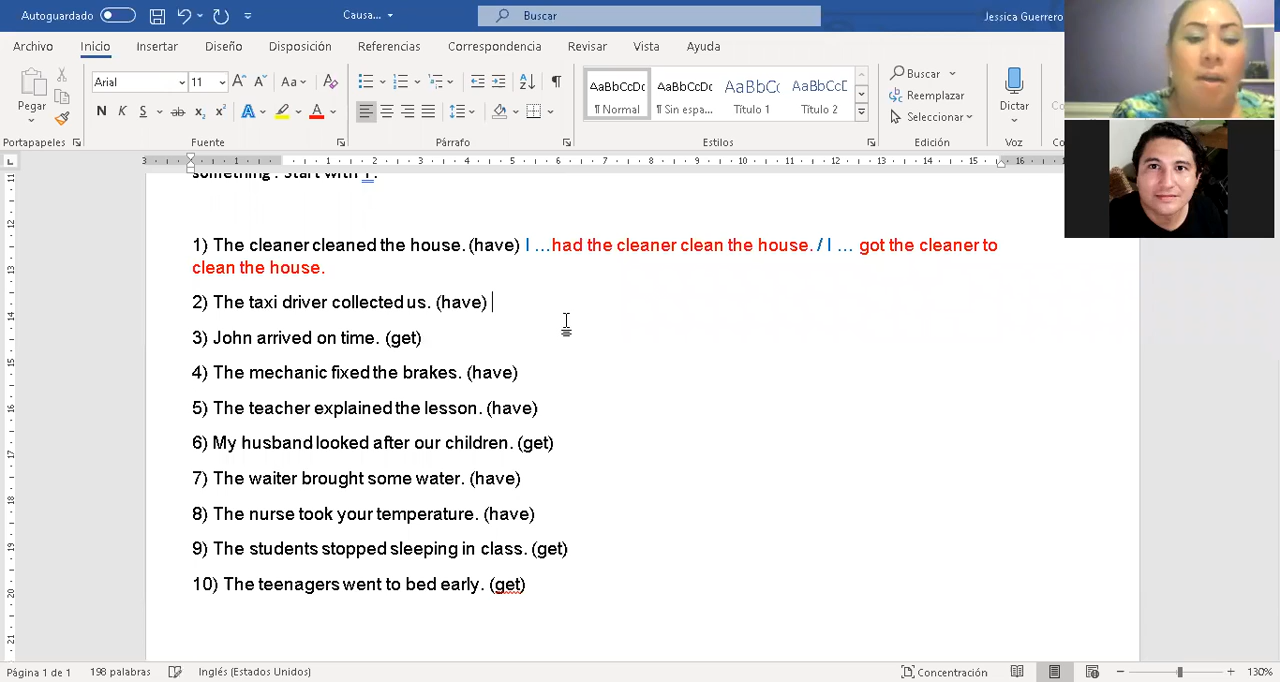 Autoguardado
Causa...
Buscar
Jessica Guerrero
Archivo Inicio Insertar Diseño Disposición Referencias Correspondencia Revisar Vista Ayuda
Pegar
Arial 11
AaBbCcDc AaBbCcDc AaBbCcD AaBbCcD
¶ Normal ¶ Sin espa... Título 1 Título 2
Buscar
Reemplazar
Seleccionar
Dictar
Portapapeles Fuente Párrafo Estilos Edición Voz
something'. Start with 'I'.
1) The cleaner cleaned the house. (have) I ...had the cleaner clean the house. / I ... got the cleaner to
clean the house.
2) The taxi driver collected us. (have)
3) John arrived on time. (get)
4) The mechanic fixed the brakes. (have)
5) The teacher explained the lesson. (have)
6) My husband looked after our children. (get)
7) The waiter brought some water. (have)
8) The nurse took your temperature. (have)
9) The students stopped sleeping in class. (get)
10) The teenagers went to bed early. (get)
Página 1 de 1 198 palabras Inglés (Estados Unidos) Concentración 130%